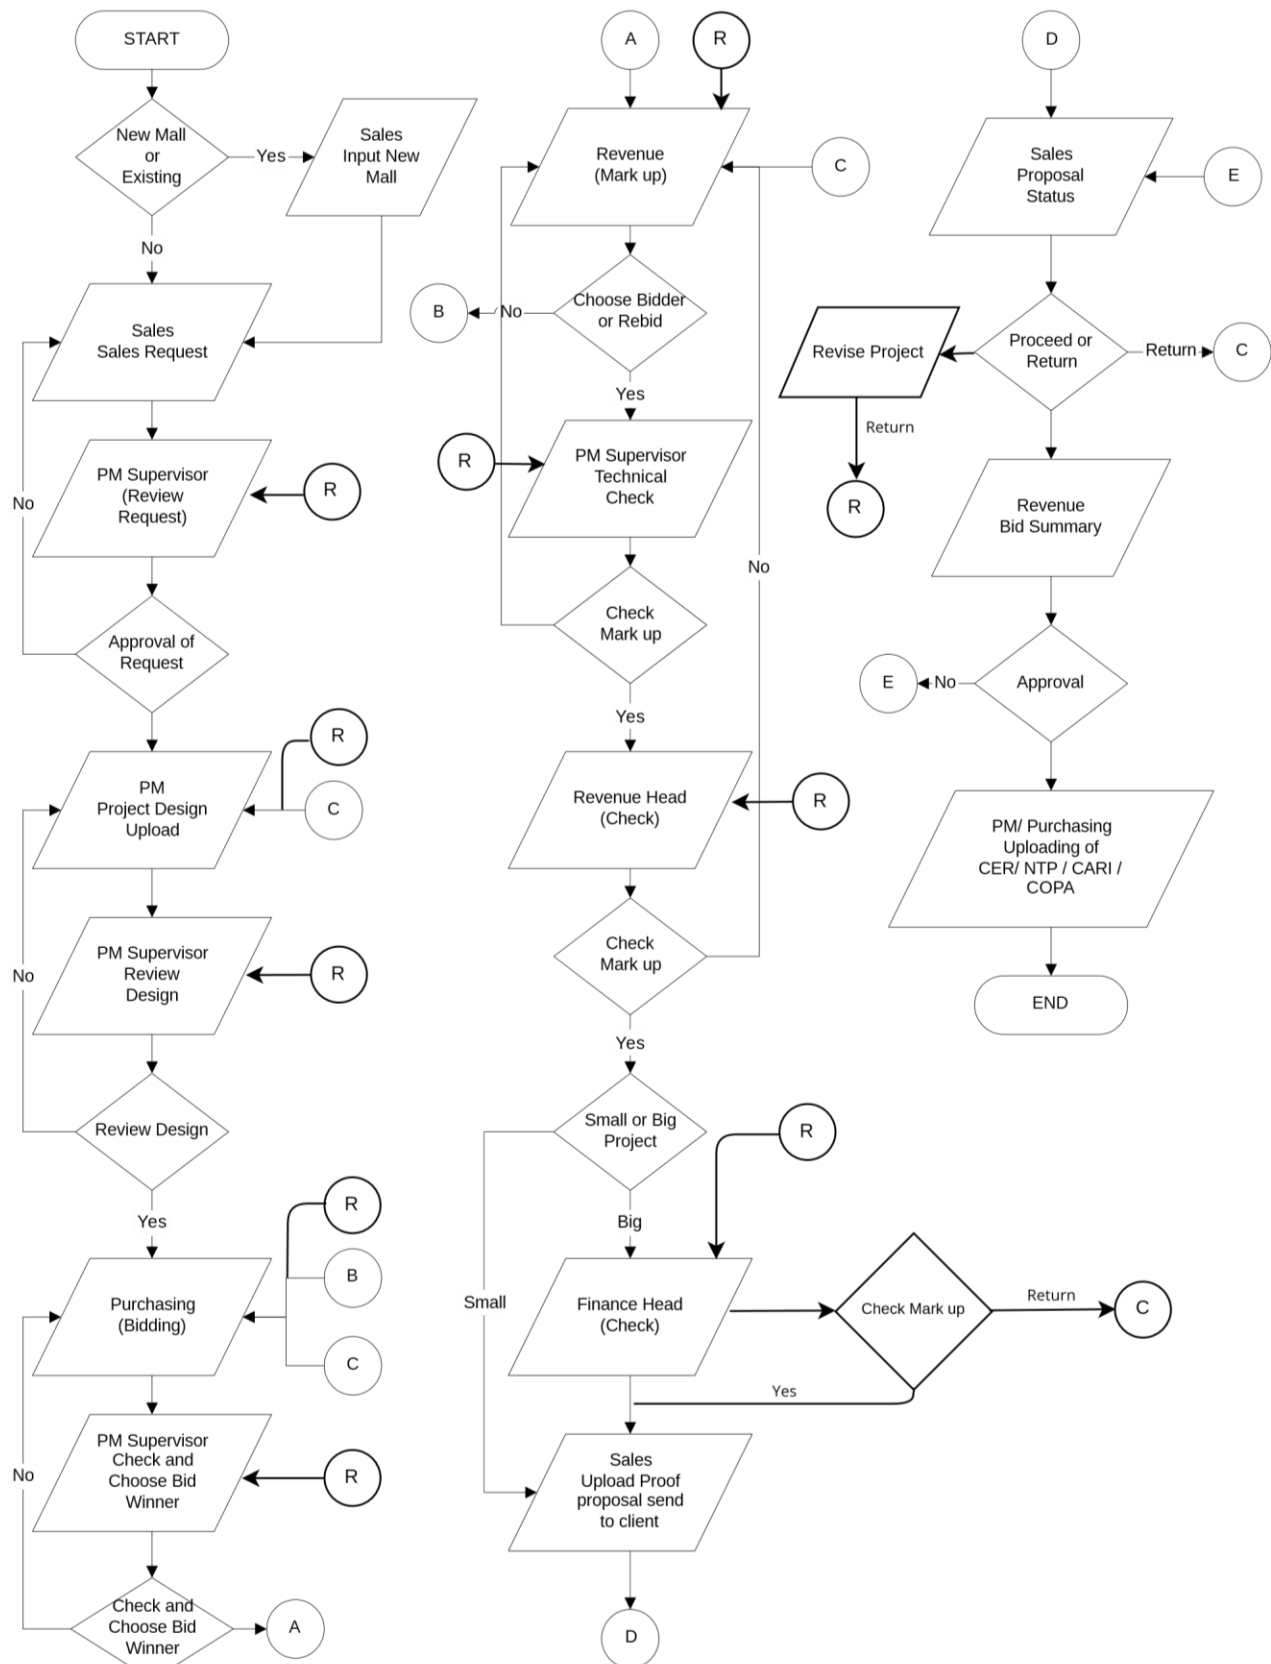 START
New Mall
or
Existing
Yes
Sales
Input New
Mall
No
Sales
Sales Request
PM Supervisor
(Review
Request)
R
No
Approval of
Request
R
PM
Project Design
Upload
C
PM Supervisor
Review
Design
R
No
Review Design
Yes
R
B
Purchasing
(Bidding)
C
PM Supervisor
Check and
Choose Bid
Winner
R
No
Check and
Choose Bid
Winner
A
A
R
Revenue
(Mark up)
C
Choose Bidder
or Rebid
No
B
Yes
R
PM Supervisor
Technical
Check
No
Check
Mark up
Yes
Revenue Head
(Check)
R
Check
Mark up
Yes
Small or Big
Project
R
Big
Small
Finance Head
(Check)
Check Mark up
Return
C
Yes
Sales
Upload Proof
proposal send
to client
D
D
Sales
Proposal
Status
E
Proceed or
Return
Return
C
Revise Project
Return
R
Revenue
Bid Summary
Approval
No
E
PM/ Purchasing
Uploading of
CER/ NTP / CARI /
COPA
END